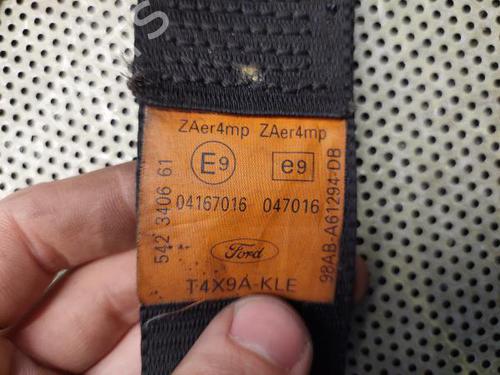 ZAer4mp ZAer4mp
E9 e9
04167016 047016
Ford
T4X9A-KLE
542 3406 61
98AB-A61294-DB